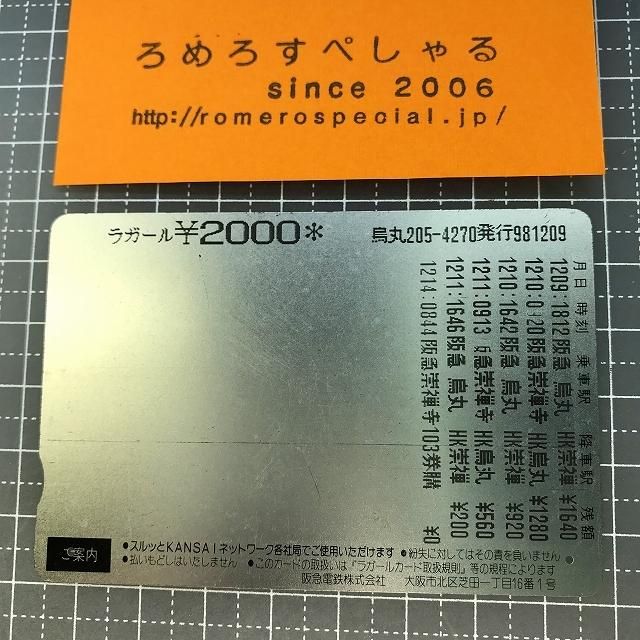 ろめろすぺしゃる
since 2006
http://romerospecial.jp/
ラガール ¥2000* 烏丸205-4270発行981209
月日 時刻 乗車駅 降車駅 残額
1209:1812阪急 烏丸 HK崇禅 ¥1640
1210: 阪急崇禅寺 HK烏丸 ¥1280
1210:1642阪急 烏丸 HK崇禅 ¥920
1211:0913 急崇禅寺 HK烏丸 ¥560
1211:1646阪急 烏丸 HK崇禅 ¥200
1214:0844阪急崇禅寺 103券購 ¥0
ご案内
●スルッとKANSAIネットワーク各社局でご使用いただけます ●紛失に対してはその責を負いません
●払いもどしはいたしません ●このカードの取扱いは「ラガールカード取扱規則」等の規程によります
阪急電鉄株式会社 大阪市北区芝田一丁目16番1号